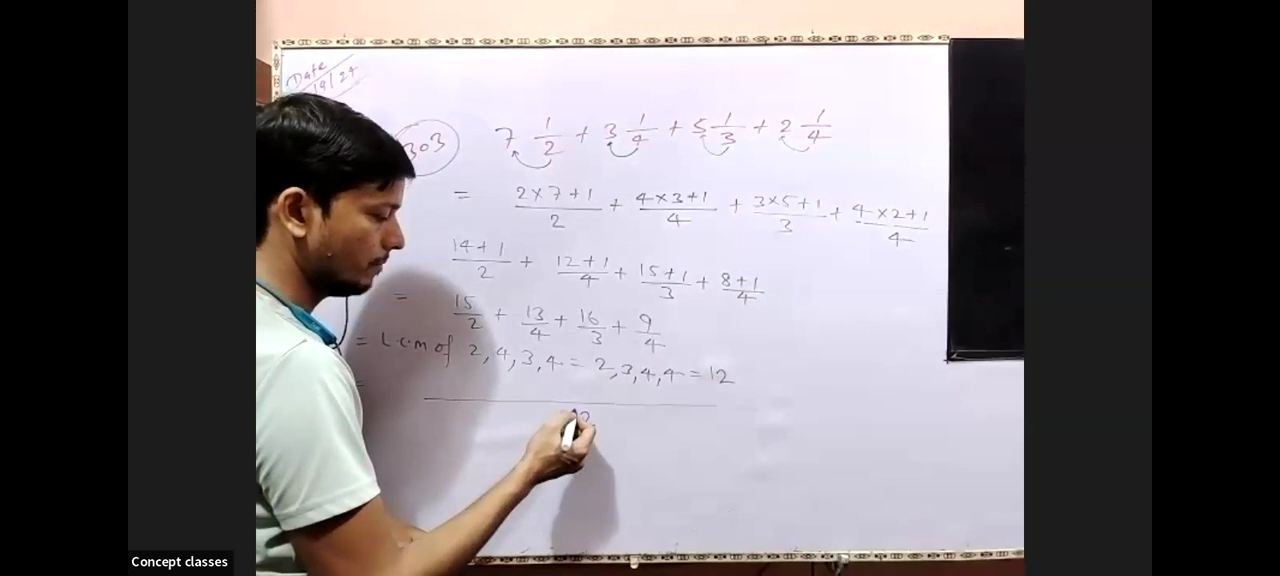 Date
19/24
303
7 1/2 + 3 1/4 + 5 1/3 + 2 1/4
= (2×7+1)/2 + (4×3+1)/4 + (3×5+1)/3 + (4×2+1)/4
(14+1)/2 + (12+1)/4 + (15+1)/3 + (8+1)/4
= 15/2 + 13/4 + 16/3 + 9/4
= L.C.M of 2,4,3,4 = 2,3,4,4 = 12
=
Concept classes